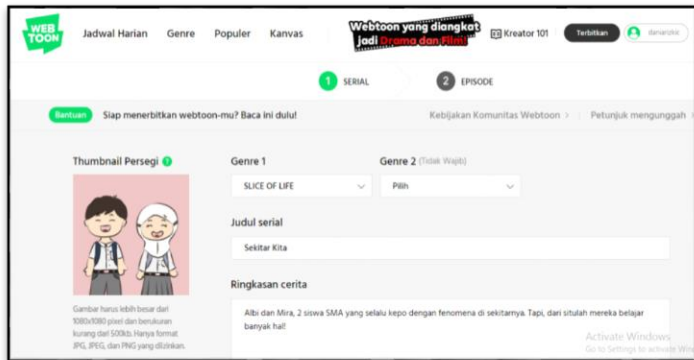 WEB
TOON
Jadwal Harian Genre Populer Kanvas
Webtoon yang diangkat
jadi Drama dan Film!
Kreator 101
Terbitkan
1 SERIAL 2 EPISODE
Bantuan Siap menerbitkan webtoon-mu? Baca ini dulu! Kebijakan Komunitas Webtoon > Petunjuk mengunggah
Thumbnail Persegi ?
Genre 1 Genre 2 (Tidak Wajib)
SLICE OF LIFE Pilih
Judul serial
Sekitar Kita
Ringkasan cerita
Albi dan Mira, 2 siswa SMA yang selalu kepo dengan fenomena di sekitarnya. Tapi, dari situlah mereka belajar
banyak hal!
Gambar harus lebih besar dari
1080x1080 pixel dan berukuran
kurang dari 500kb. Hanya format
JPG, JPEG, dan PNG yang diizinkan.
Activate Windows
Go to Settings to activate